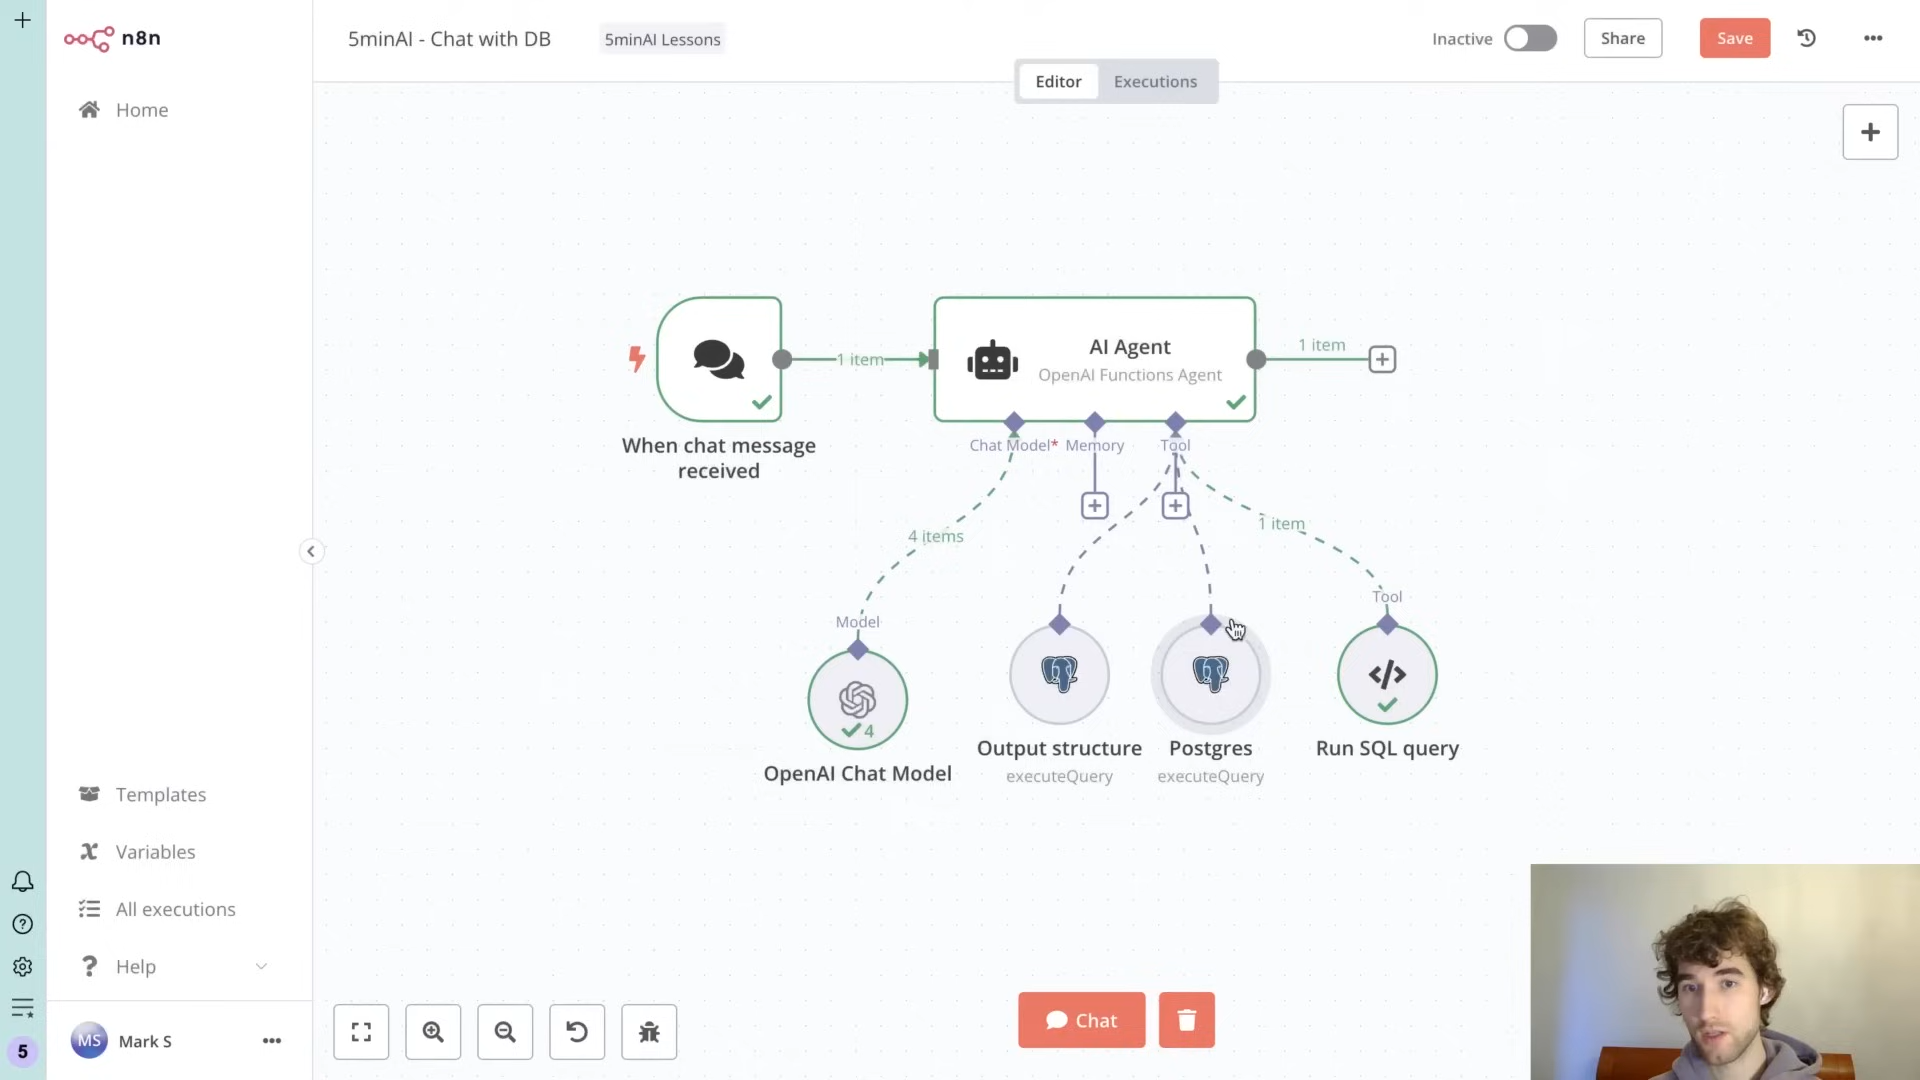 n8n
5minAI - Chat with DB
5minAI Lessons
Inactive
Share
Save
Editor
Executions
Home
1 item
AI Agent
OpenAI Functions Agent
1 item
When chat message
received
Chat Model*
Memory
Tool
4 items
1 item
Model
Tool
OpenAI Chat Model
4
Output structure
executeQuery
Postgres
executeQuery
Run SQL query
Templates
Variables
All executions
Help
MS
Mark S
5
Chat